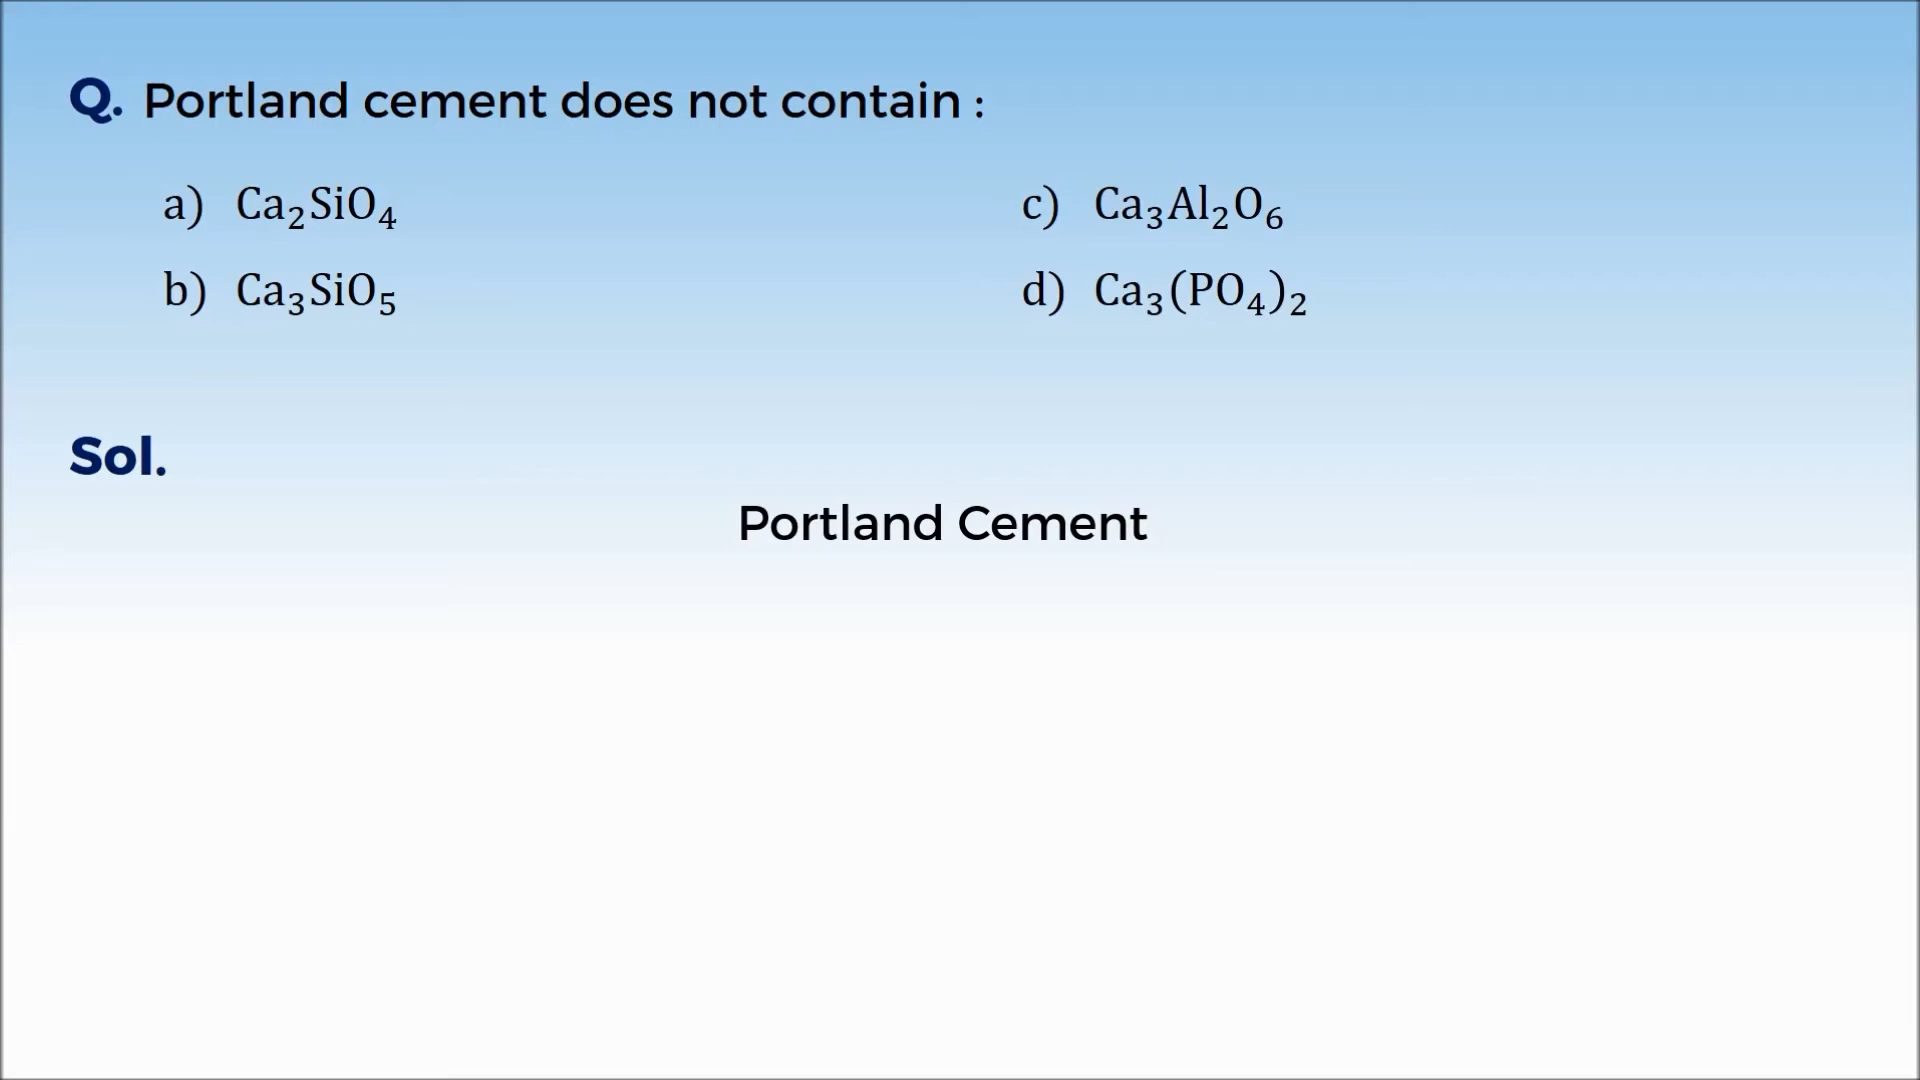 Q. Portland cement does not contain :
a) Ca₂SiO₄
b) Ca₃SiO₅
c) Ca₃Al₂O₆
d) Ca₃(PO₄)₂
Sol.
Portland Cement